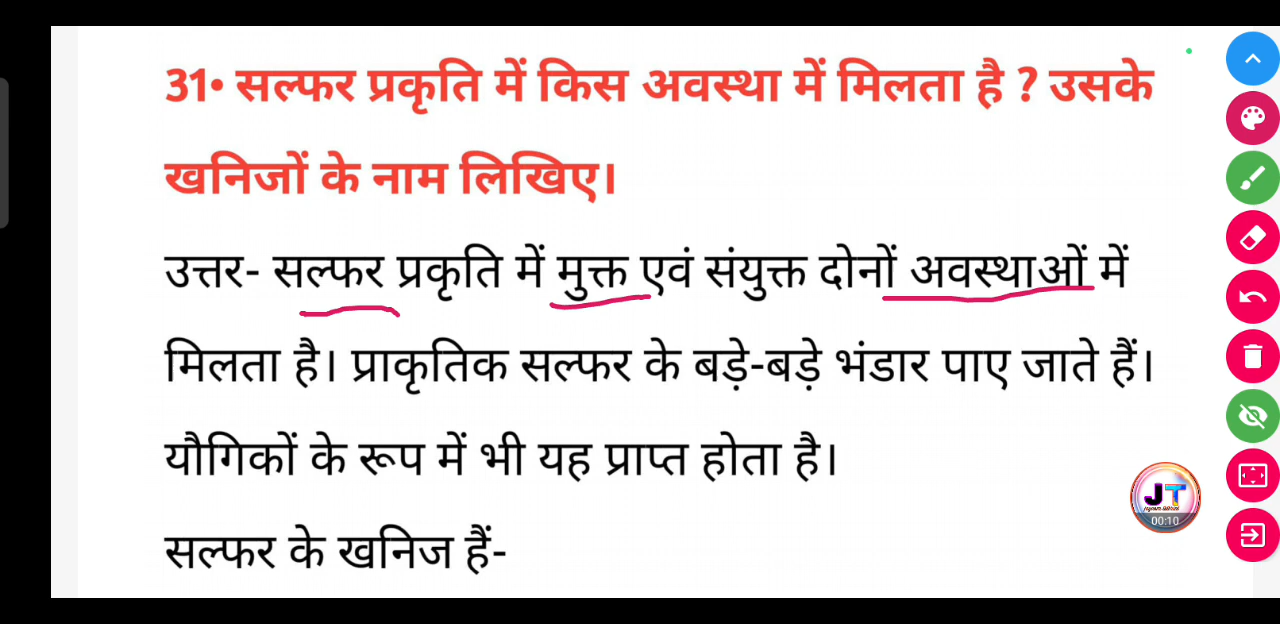 31• सल्फर प्रकृति में किस अवस्था में मिलता है ? उसके
खनिजों के नाम लिखिए।
उत्तर- सल्फर प्रकृति में मुक्त एवं संयुक्त दोनों अवस्थाओं में
मिलता है। प्राकृतिक सल्फर के बड़े-बड़े भंडार पाए जाते हैं।
यौगिकों के रूप में भी यह प्राप्त होता है।
JT
00:10
सल्फर के खनिज हैं-